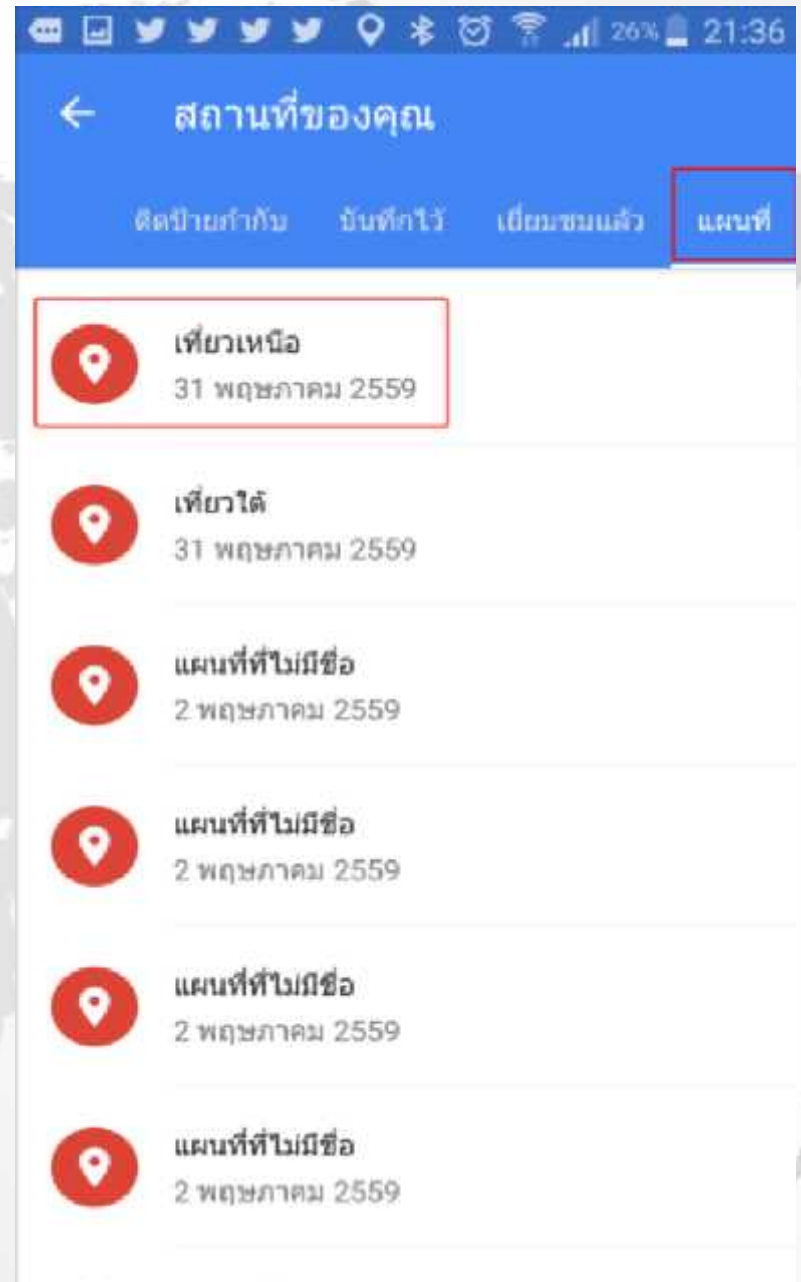 26% 21:36
สถานที่ของคุณ
ติดป้ายกำกับ บันทึกไว้ เยี่ยมชมแล้ว แผนที่
เที่ยวเหนือ
31 พฤษภาคม 2559
เที่ยวใต้
31 พฤษภาคม 2559
แผนที่ที่ไม่มีชื่อ
2 พฤษภาคม 2559
แผนที่ที่ไม่มีชื่อ
2 พฤษภาคม 2559
แผนที่ที่ไม่มีชื่อ
2 พฤษภาคม 2559
แผนที่ที่ไม่มีชื่อ
2 พฤษภาคม 2559